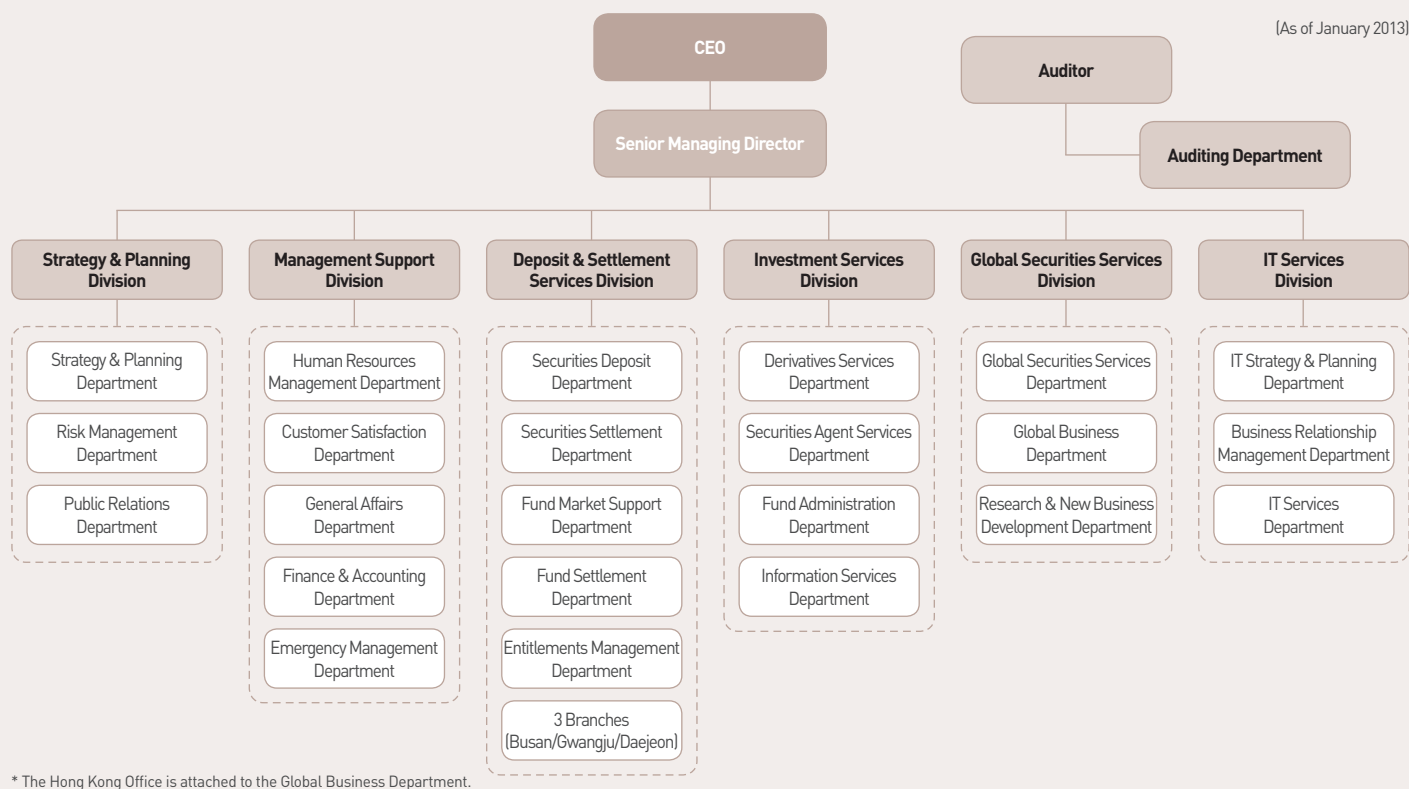 (As of January 2013)
CEO
Auditor
Senior Managing Director
Auditing Department
Strategy & Planning
Division
Management Support
Division
Deposit & Settlement
Services Division
Investment Services
Division
Global Securities Services
Division
IT Services
Division
Strategy & Planning
Department
Risk Management
Department
Public Relations
Department
Human Resources
Management Department
Customer Satisfaction
Department
General Affairs
Department
Finance & Accounting
Department
Emergency Management
Department
Securities Deposit
Department
Securities Settlement
Department
Fund Market Support
Department
Fund Settlement
Department
Entitlements Management
Department
3 Branches
(Busan/Gwangju/Daejeon)
Derivatives Services
Department
Securities Agent Services
Department
Fund Administration
Department
Information Services
Department
Global Securities Services
Department
Global Business
Department
Research & New Business
Development Department
IT Strategy & Planning
Department
Business Relationship
Management Department
IT Services
Department
* The Hong Kong Office is attached to the Global Business Department.